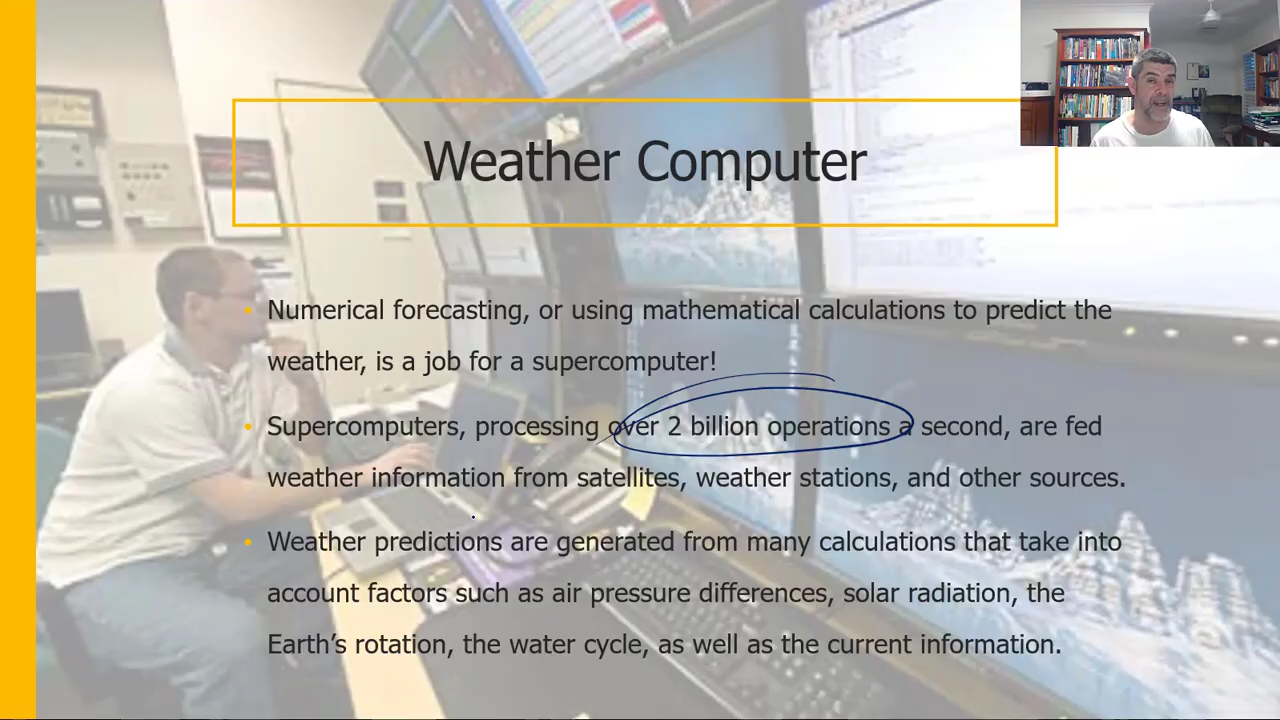 Weather Computer
• Numerical forecasting, or using mathematical calculations to predict the
weather, is a job for a supercomputer!
• Supercomputers, processing over 2 billion operations a second, are fed
weather information from satellites, weather stations, and other sources.
• Weather predictions are generated from many calculations that take into
account factors such as air pressure differences, solar radiation, the
Earth’s rotation, the water cycle, as well as the current information.